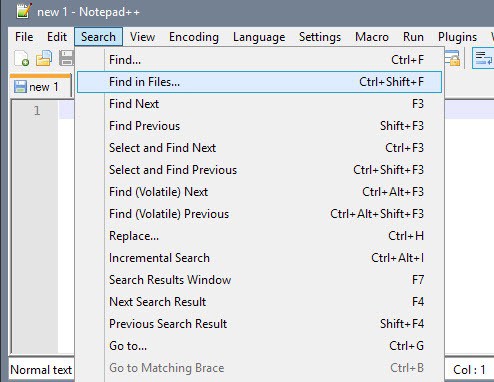 new 1 - Notepad++
File Edit Search View Encoding Language Settings Macro Run Plugins
new 1
1
Find... Ctrl+F
Find in Files... Ctrl+Shift+F
Find Next F3
Find Previous Shift+F3
Select and Find Next Ctrl+F3
Select and Find Previous Ctrl+Shift+F3
Find (Volatile) Next Ctrl+Alt+F3
Find (Volatile) Previous Ctrl+Alt+Shift+F3
Replace... Ctrl+H
Incremental Search Ctrl+Alt+I
Search Results Window F7
Next Search Result F4
Previous Search Result Shift+F4
Go to... Ctrl+G
Go to Matching Brace Ctrl+B
Normal text Col : 1